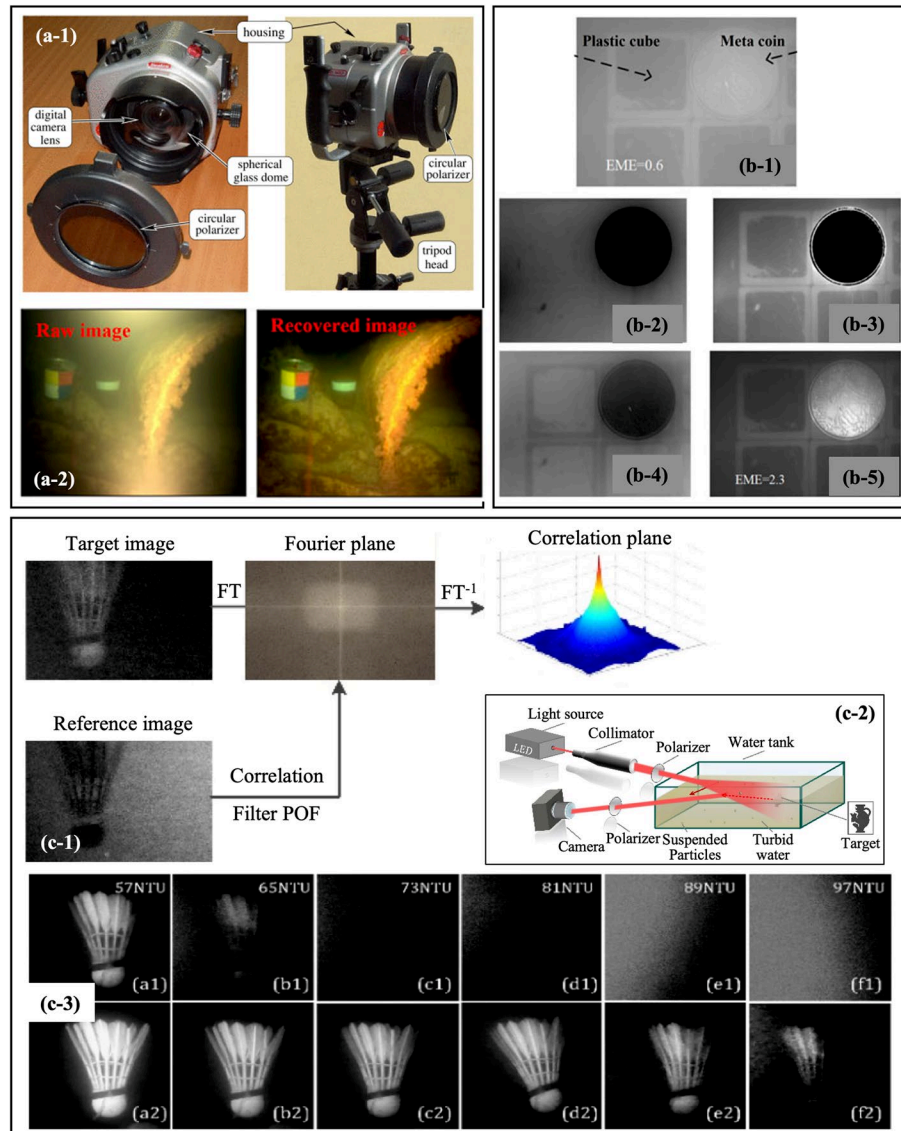 (a-1)
housing
digital
camera
lens
spherical
glass dome
circular
polarizer
circular
polarizer
tripod
head
Raw image
Recovered image
(a-2)
Plastic cube
Meta coin
EME=0.6
(b-1)
(b-2)
(b-3)
(b-4)
EME=2.3
(b-5)
Target image
Fourier plane
Correlation plane
FT
FT-1
Reference image
Correlation
Filter POF
(c-1)
(c-2)
Light source
LED
Collimator
Polarizer
Water tank
Camera
Polarizer
Suspended
Particles
Turbid
water
Target
57NTU
65NTU
73NTU
81NTU
89NTU
97NTU
(a1)
(b1)
(c1)
(d1)
(e1)
(f1)
(c-3)
(a2)
(b2)
(c2)
(d2)
(e2)
(f2)